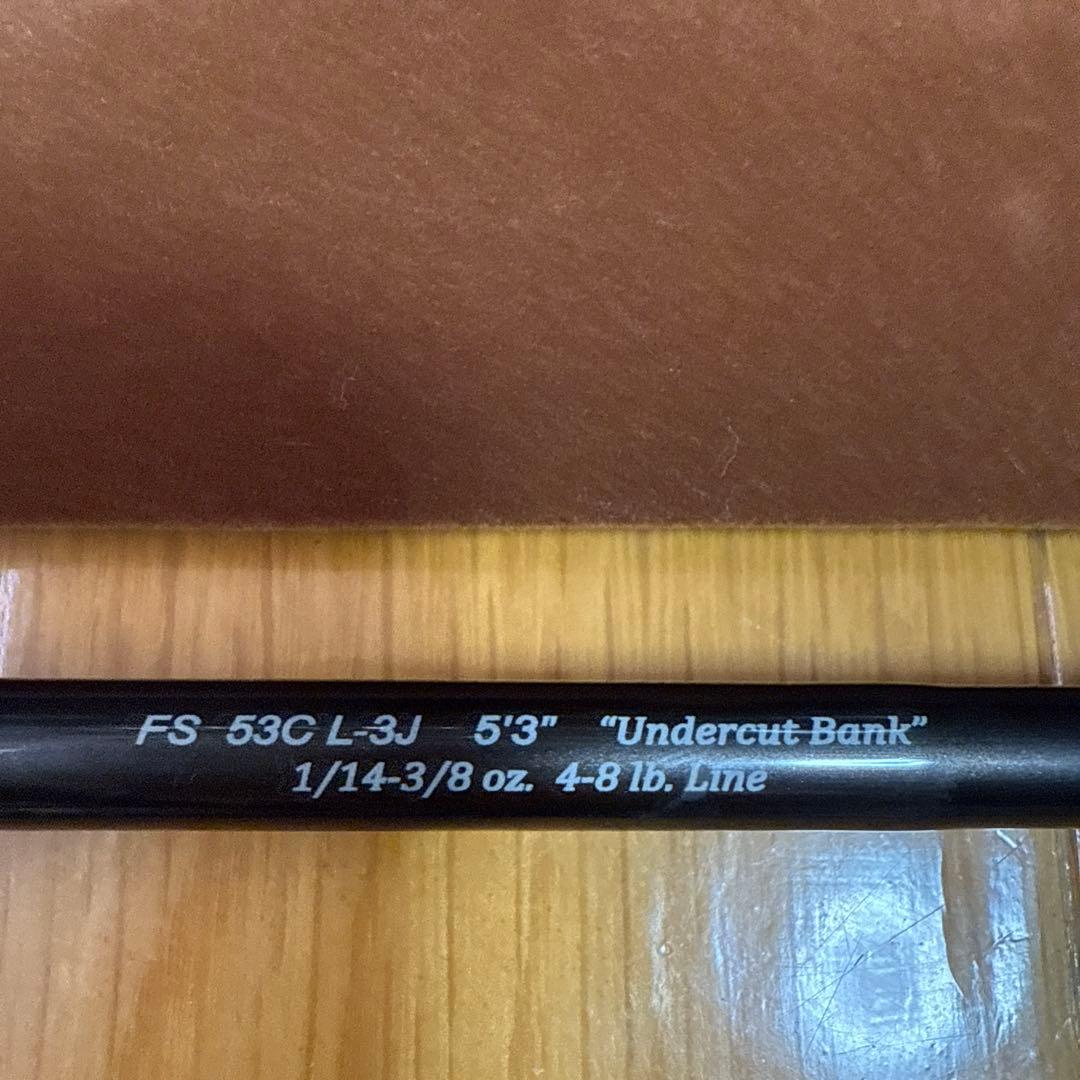 FS 53C L-3J 5'3" “Undercut Bank”
1/14-3/8 oz. 4-8 lb. Line